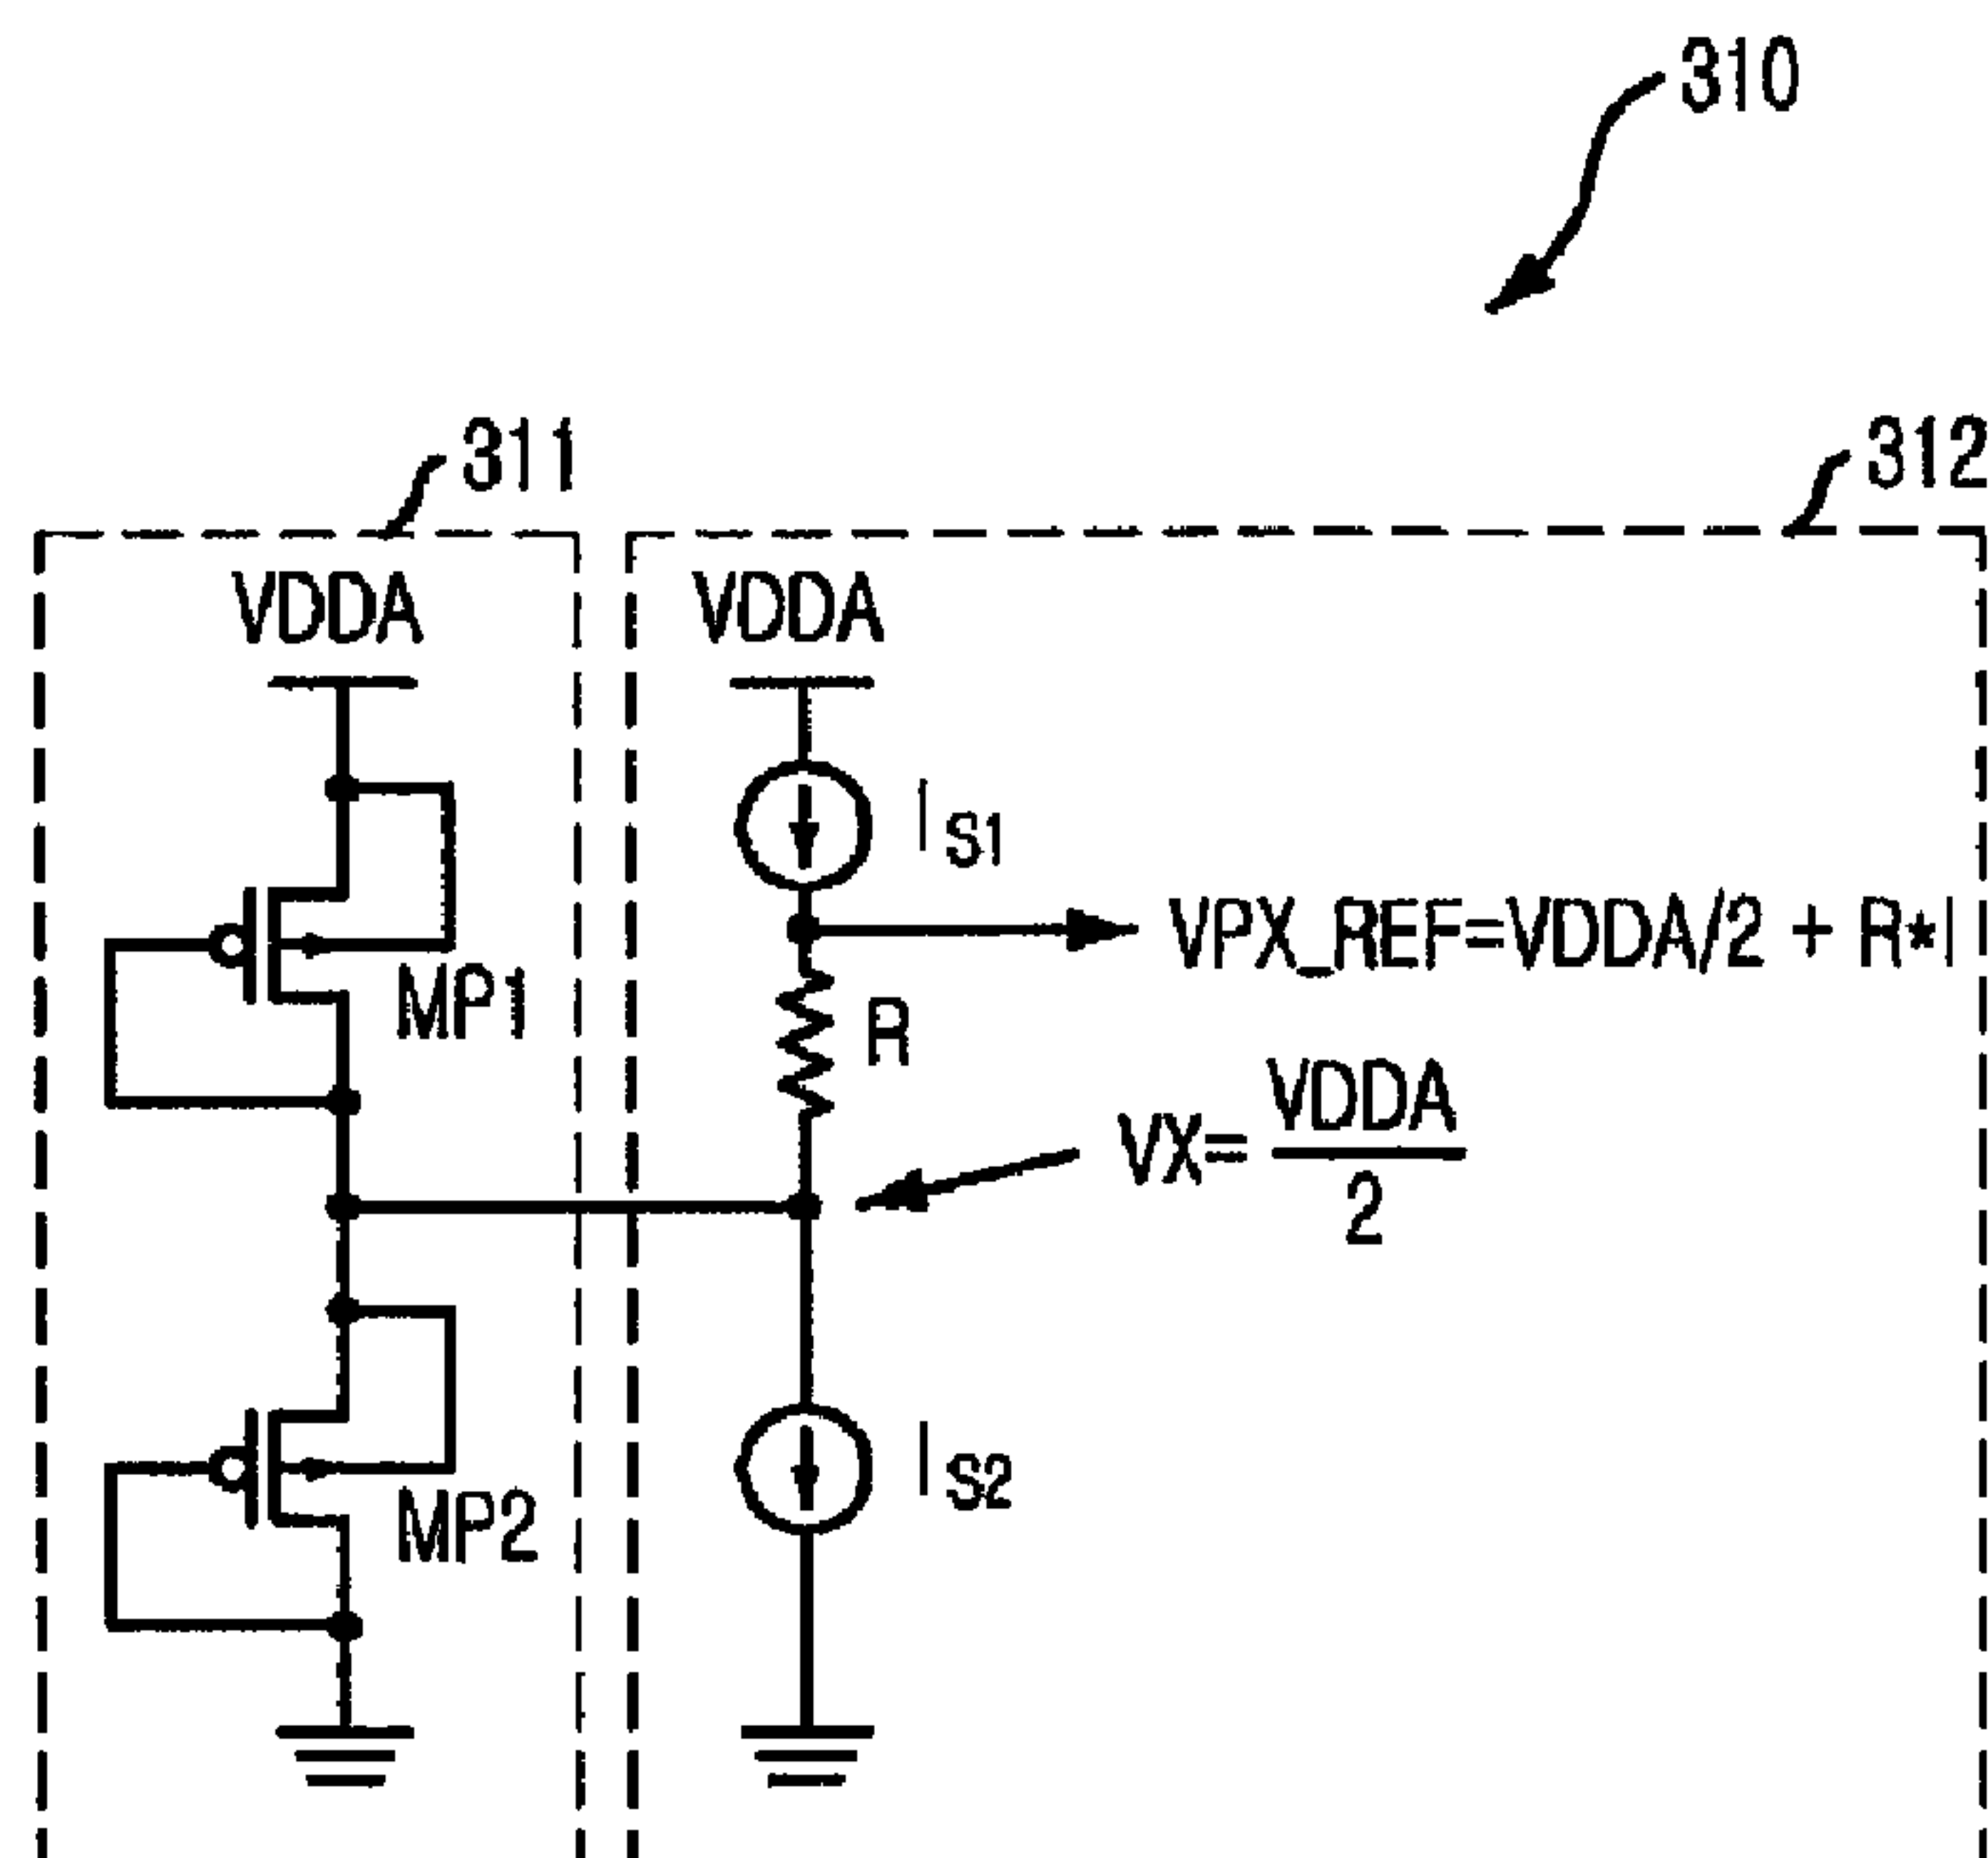 310
311
312
VDDA
VDDA
I S1
VPX_REF=VDDA/2 + R*I
MP1
R
VX= VDDA
2
MP2
I S2